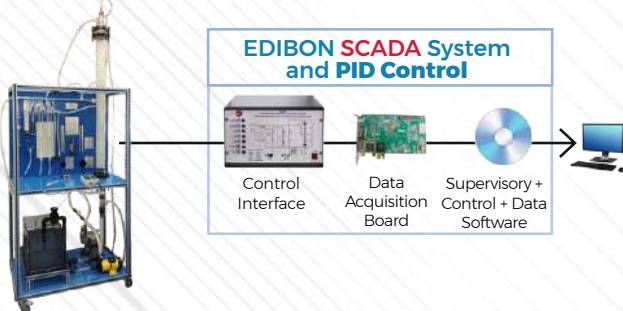 EDIBON SCADA System
and PID Control
Control
Interface
Data
Acquisition
Board
Supervisory +
Control + Data
Software